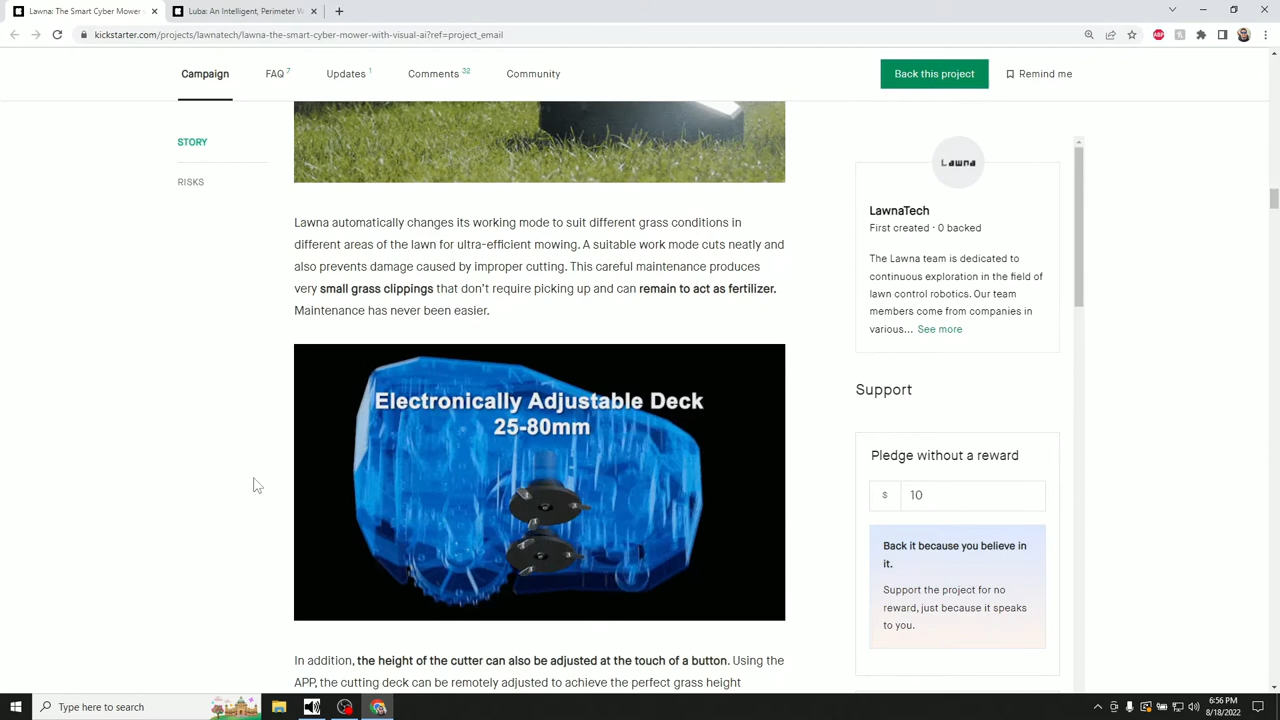 Lawna: The Smart Cyber Mower
Luba: An Intelligent, Perimeter W
kickstarter.com/projects/lawnatech/lawna-the-smart-cyber-mower-with-visual-ai?ref=project_email
Campaign
FAQ 7
Updates 1
Comments 32
Community
Back this project
Remind me
STORY
RISKS
Lawna automatically changes its working mode to suit different grass conditions in
different areas of the lawn for ultra-efficient mowing. A suitable work mode cuts neatly and
also prevents damage caused by improper cutting. This careful maintenance produces
very small grass clippings that don't require picking up and can remain to act as fertilizer.
Maintenance has never been easier.
Electronically Adjustable Deck
25-80mm
In addition, the height of the cutter can also be adjusted at the touch of a button. Using the
APP, the cutting deck can be remotely adjusted to achieve the perfect grass height
Lawna
LawnaTech
First created · 0 backed
The Lawna team is dedicated to
continuous exploration in the field of
lawn control robotics. Our team
members come from companies in
various... See more
Support
Pledge without a reward
$ 10
Back it because you believe in
it.
Support the project for no
reward, just because it speaks
to you.
Type here to search
6:56 PM
8/18/2022